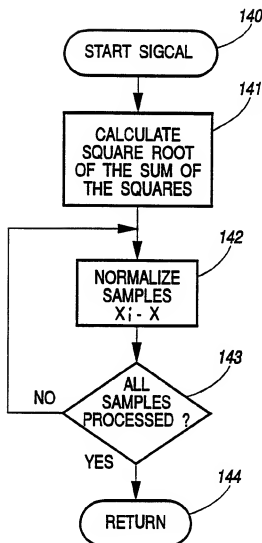 140
START SIGCAL
141
CALCULATE
SQUARE ROOT
OF THE SUM OF
THE SQUARES
142
NORMALIZE
SAMPLES
Xi - X
143
ALL
SAMPLES
PROCESSED ?
NO
YES
144
RETURN